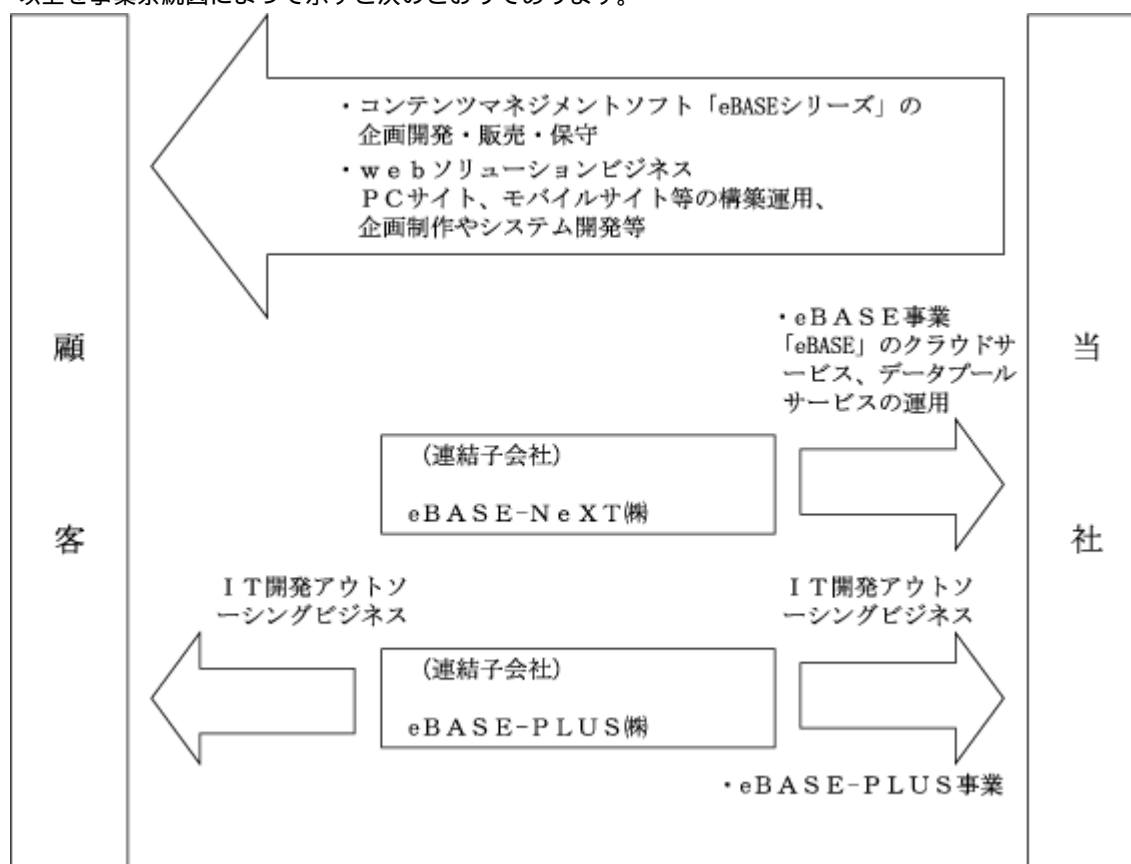 以上を事業系統図によって示すと次のとおりであります。
・コンテンツマネジメントソフト「eBASEシリーズ」の
企画開発・販売・保守
・ｗｅｂソリューションビジネス
ＰＣサイト、モバイルサイト等の構築運用、
企画制作やシステム開発等
顧
客
当
社
・eＢＡＳＥ事業
「eBASE」のクラウドサ
ービス、データプール
サービスの運用
（連結子会社）
eＢＡＳＥ-ＮeＸＴ㈱
ＩＴ開発アウトソ
ーシングビジネス
ＩＴ開発アウトソ
ーシングビジネス
（連結子会社）
eＢＡＳＥ-ＰＬＵＳ㈱
・eＢＡＳＥ-ＰＬＵＳ事業